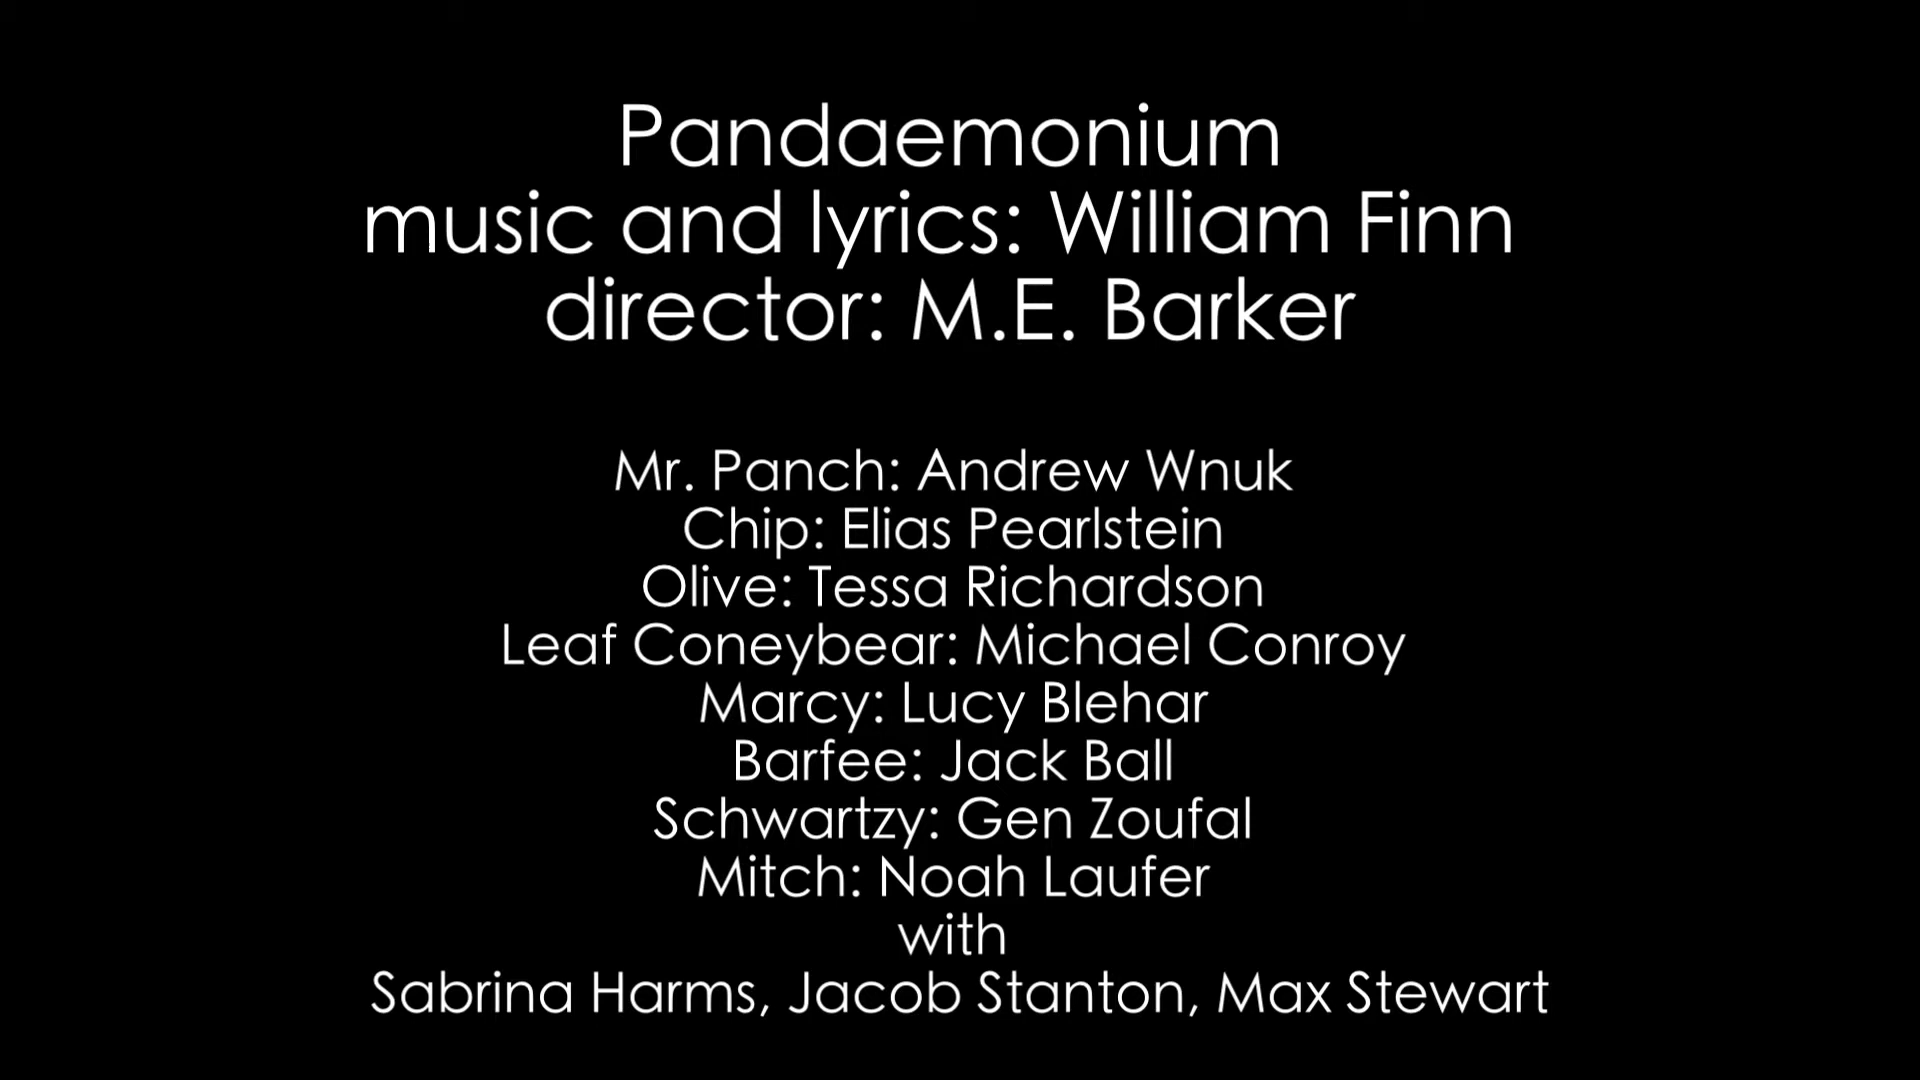 Pandaemonium
music and lyrics: William Finn
director: M.E. Barker
Mr. Panch: Andrew Wnuk
Chip: Elias Pearlstein
Olive: Tessa Richardson
Leaf Coneybear: Michael Conroy
Marcy: Lucy Blehar
Barfee: Jack Ball
Schwartzy: Gen Zoufal
Mitch: Noah Laufer
with
Sabrina Harms, Jacob Stanton, Max Stewart